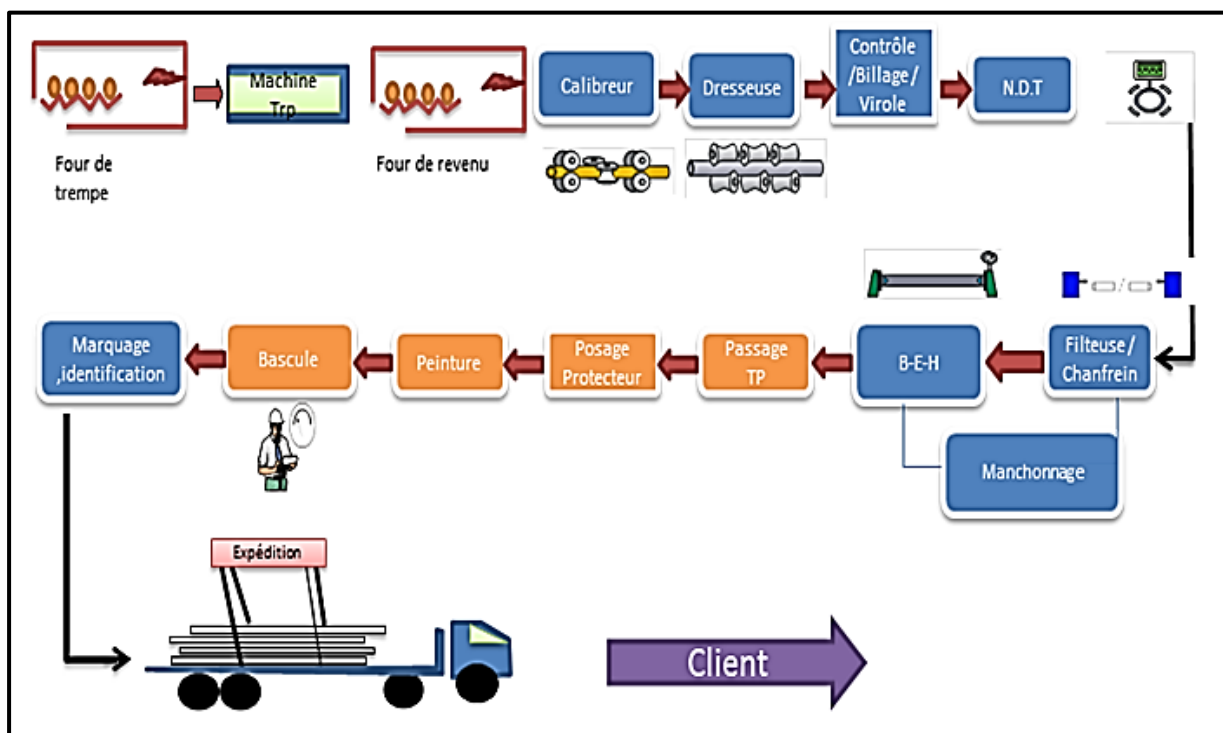 Machine
Trp
Four de
trempe
Four de revenu
Calibreur
Dresseuse
Contrôle
/Billage/
Virole
N.D.T
Marquage
,identification
Bascule
Peinture
Posage
Protecteur
Passage
TP
B-E-H
Filteuse/
Chanfrein
Manchonnage
Expédition
Client